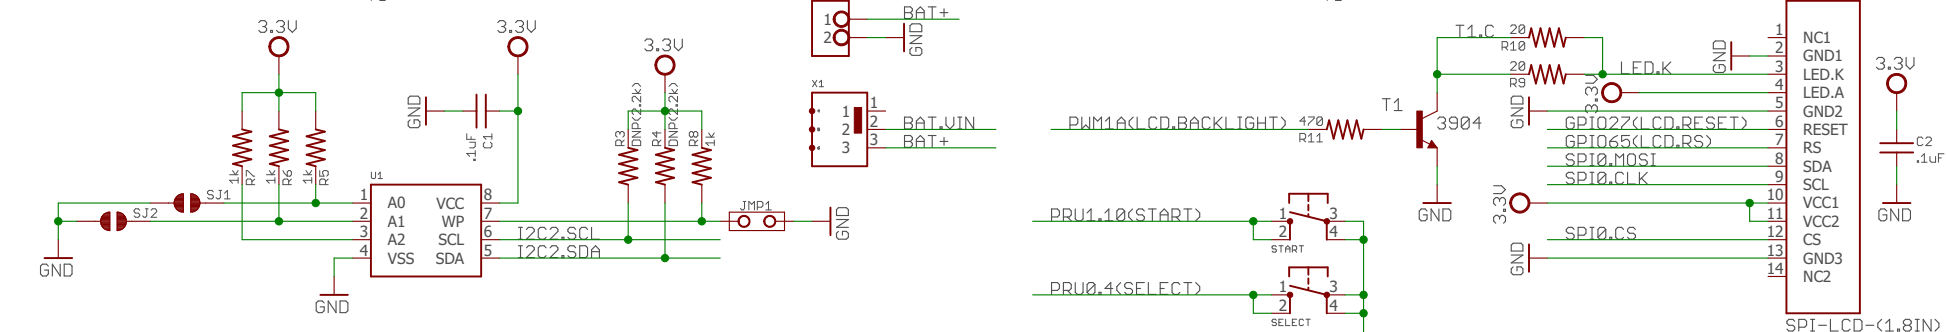 3.3V
3.3V
3.3V
GND
.1uF
C1
1k
R7
1k
R6
1k
R5
R3
DNP(2.2k)
R4
DNP(2.2k)
R8
1k
SJ1
SJ2
GND
U1
1 A0 VCC 8
2 A1 WP 7
3 A2 SCL 6
4 VSS SDA 5
GND
I2C2.SCL
I2C2.SDA
JMP1
GND
1 BAT+
2 GND
X1
1 1
2 2 BAT.VIN
3 3 BAT+
PWM1A(LCD.BACKLIGHT) 470
R11
T1
3904
GND
T1.C 20
R10
20
R9
LED.K
3.3V
GND
GND
GPIO27(LCD.RESET)
GPIO65(LCD.RS)
SPI0.MOSI
SPI0.CLK
3.3V
SPI0.CS
GND
1 NC1
2 GND1
3 LED.K
4 LED.A
5 GND2
6 RESET
7 RS
8 SDA
9 SCL
10 VCC1
11 VCC2
12 CS
13 GND3
14 NC2
SPI-LCD-(1.8IN)
3.3V
C2
.1uF
GND
PRU1.10(START) 1 3
2 4
START
PRU0.4(SELECT) 1 3
2 4
SELECT